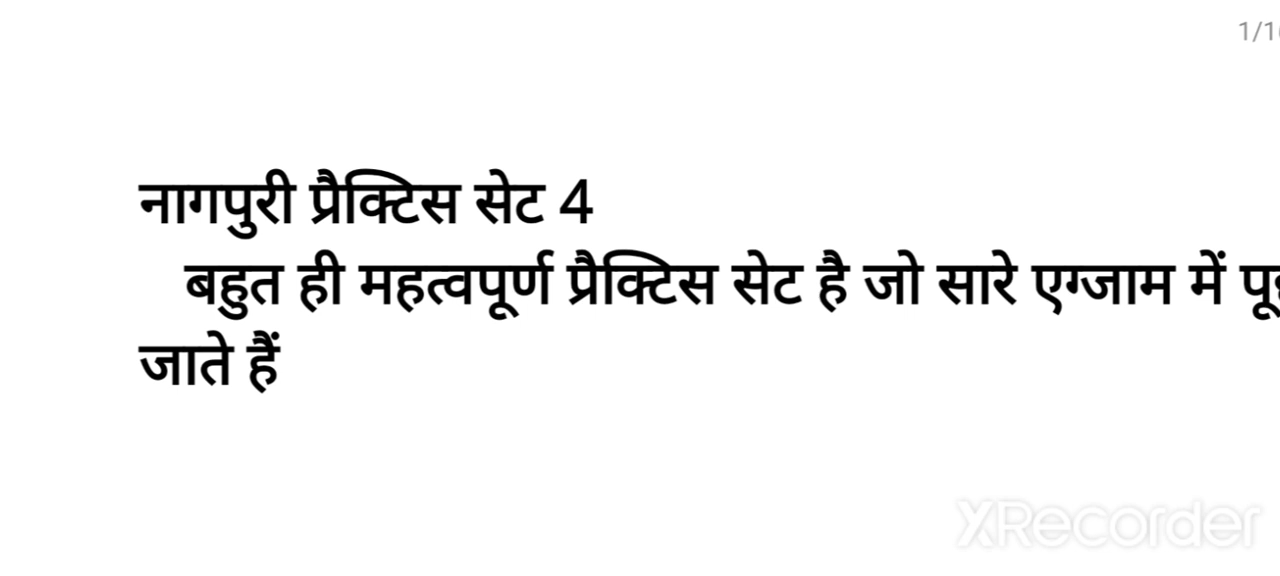 1/1
नागपुरी प्रैक्टिस सेट 4
बहुत ही महत्वपूर्ण प्रैक्टिस सेट है जो सारे एग्जाम में
जाते हैं
XRecorder